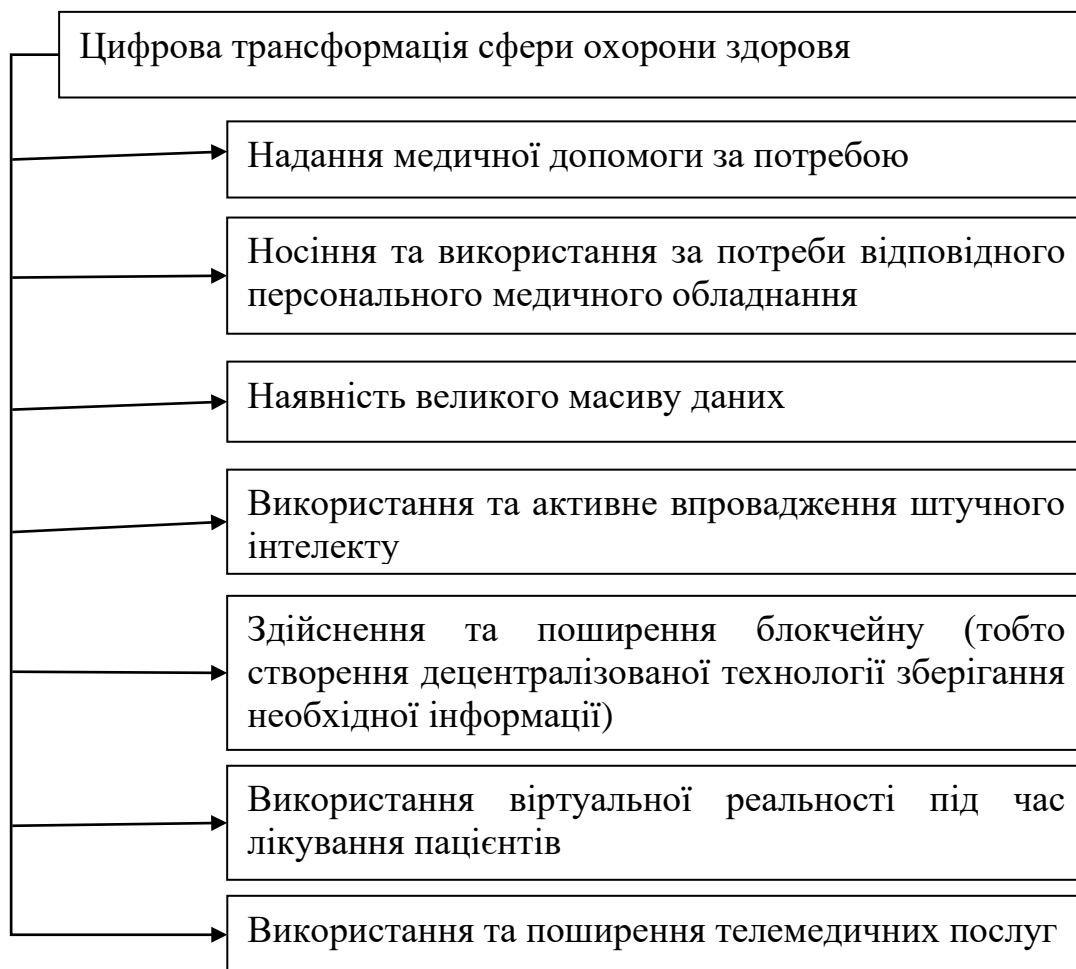 Цифрова трансформація сфери охорони здоровя
Надання медичної допомоги за потребою
Носіння та використання за потреби відповідного
персонального медичного обладнання
Наявність великого масиву даних
Використання та активне впровадження штучного
інтелекту
Здійснення та поширення блокчейну (тобто
створення децентралізованої технології зберігання
необхідної інформації)
Використання віртуальної реальності під час
лікування пацієнтів
Використання та поширення телемедичних послуг